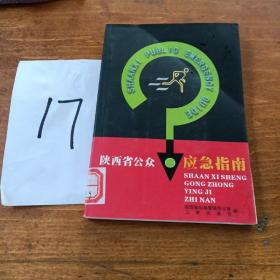 17
SHAANXI PUBLIC EMERGENCY GUIDE
陕西省公众
应急指南
SHAAN XI SHENG
GONG ZHONG
YING JI
ZHI NAN